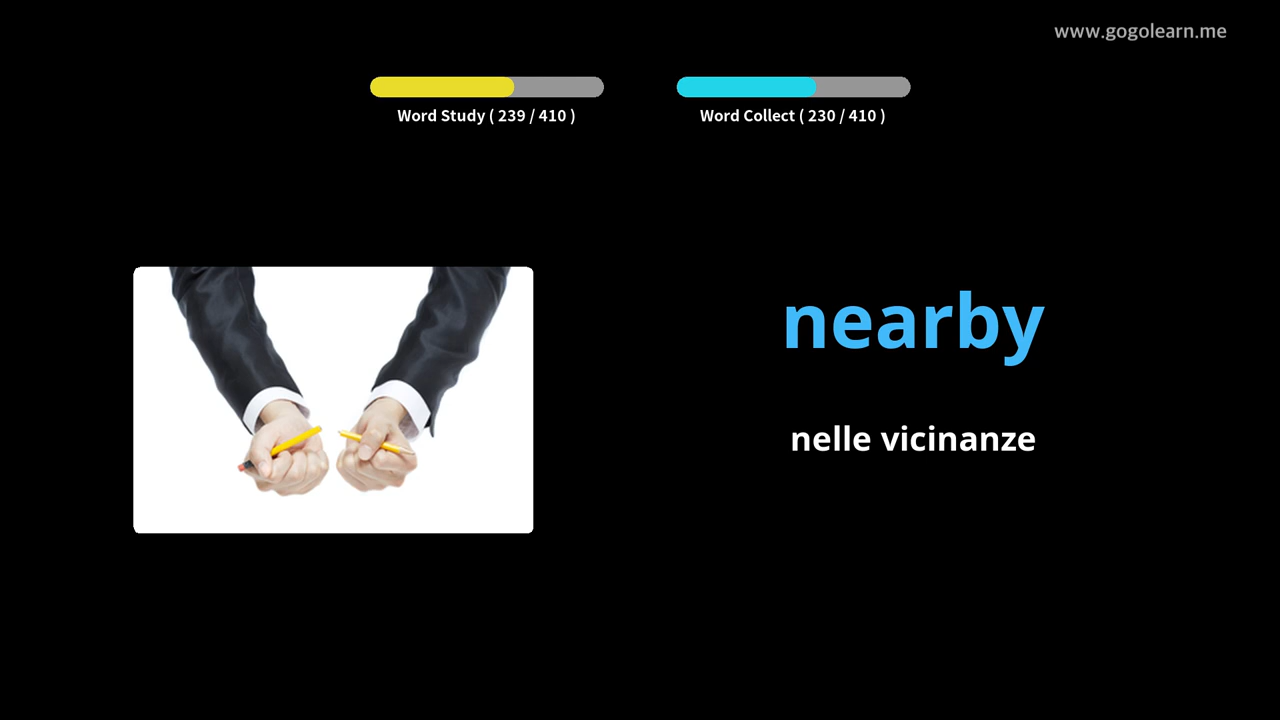 www.gogolearn.me
Word Study ( 239 / 410 )
Word Collect ( 230 / 410 )
nearby
nelle vicinanze